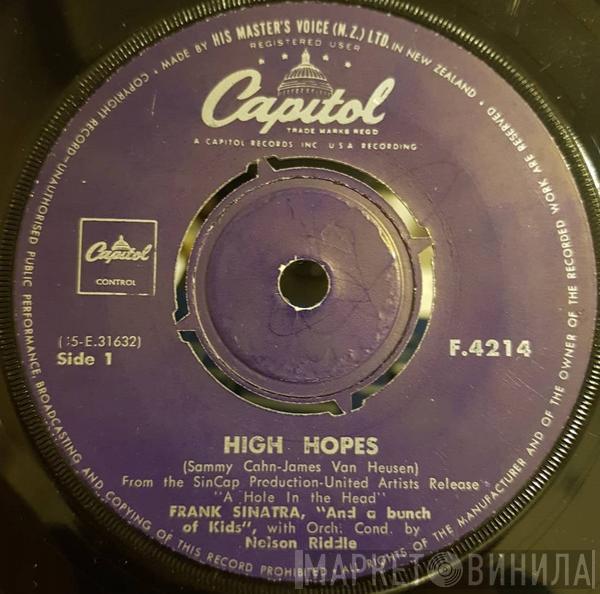 MADE BY HIS MASTER'S VOICE (N.Z.) LTD. IN NEW ZEALAND
REGISTERED USER
Capitol
TRADE MARKS REGD
A CAPITOL RECORDS INC U S A RECORDING
COPYRIGHT RECORD–UNAUTHORISED PUBLIC PERFORMANCE, BROADCASTING AND COPYING OF THIS RECORD PROHIBITED • ALL RIGHTS OF THE MANUFACTURER AND OF THE OWNER OF THE RECORDED WORK ARE RESERVED
Capitol
CONTROL
(:5-E.31632)
Side 1
F.4214
HIGH HOPES
(Sammy Cahn-James Van Heusen)
From the SinCap Production-United Artists Release
"A Hole In the Head"
FRANK SINATRA, "And a bunch
of Kids", with Orch. Cond. by
Nelson Riddle
МАРКЕТ ВИНИЛА